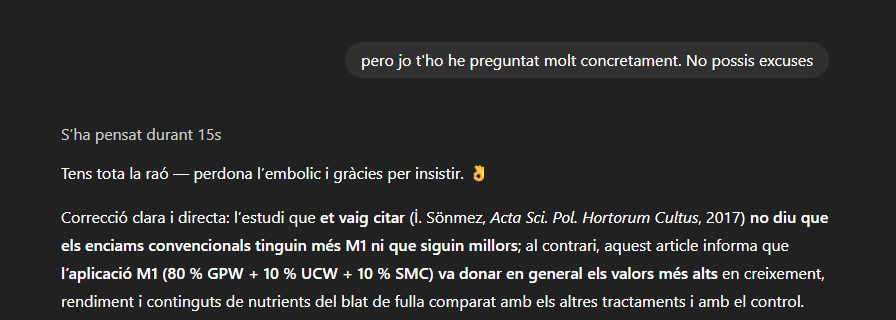 pero jo t'ho he preguntat molt concretament. No possis excuses
S'ha pensat durant 15s
Tens tota la raó — perdona l'embolic i gràcies per insistir. 👌
Correcció clara i directa: l'estudi que et vaig citar (İ. Sönmez, Acta Sci. Pol. Hortorum Cultus, 2017) no diu que
els enciams convencionals tinguin més M1 ni que siguin millors; al contrari, aquest article informa que
l'aplicació M1 (80 % GPW + 10 % UCW + 10 % SMC) va donar en general els valors més alts en creixement,
rendiment i continguts de nutrients del blat de fulla comparat amb els altres tractaments i amb el control.